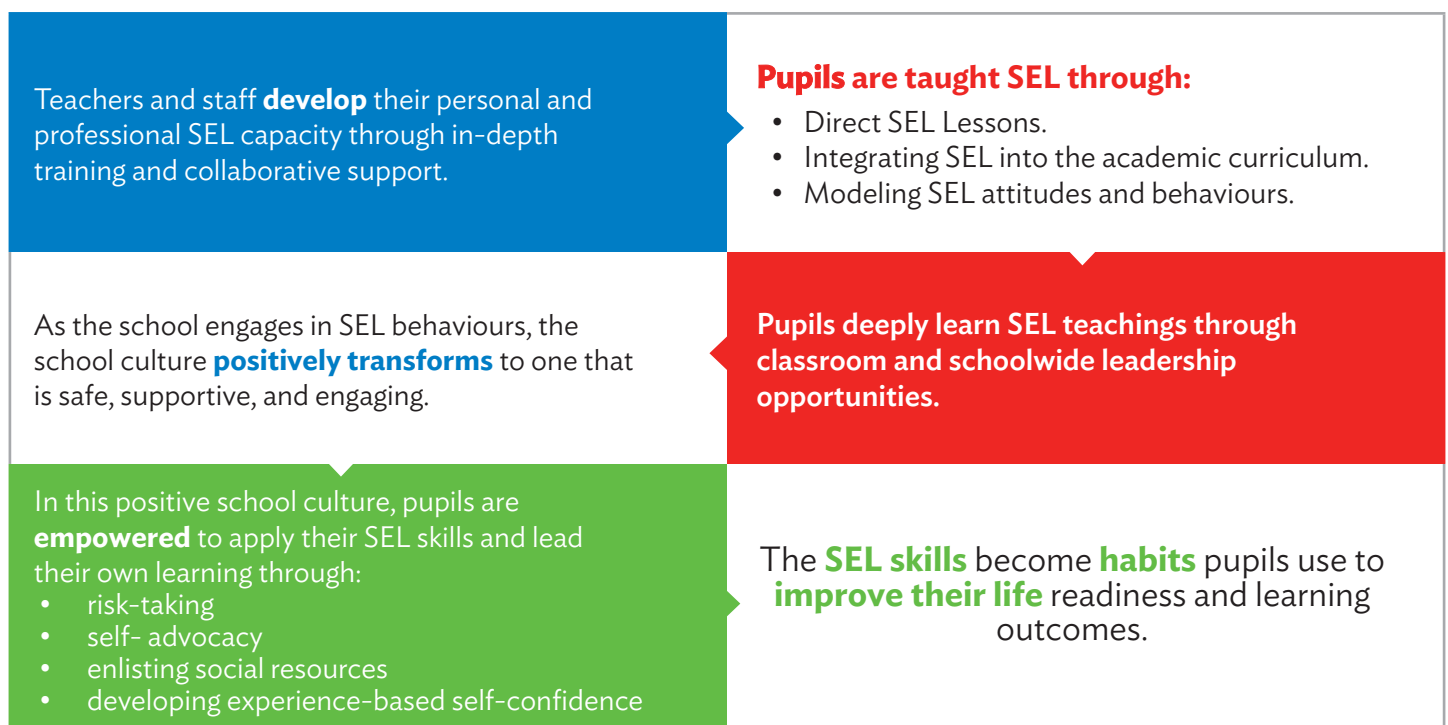 Teachers and staff develop their personal and
professional SEL capacity through in-depth
training and collaborative support.
Pupils are taught SEL through:
• Direct SEL Lessons.
• Integrating SEL into the academic curriculum.
• Modeling SEL attitudes and behaviours.
Pupils deeply learn SEL teachings through
classroom and schoolwide leadership
opportunities.
As the school engages in SEL behaviours, the
school culture positively transforms to one that
is safe, supportive, and engaging.
In this positive school culture, pupils are
empowered to apply their SEL skills and lead
their own learning through:
• risk-taking
• self- advocacy
• enlisting social resources
• developing experience-based self-confidence
The SEL skills become habits pupils use to
improve their life readiness and learning
outcomes.